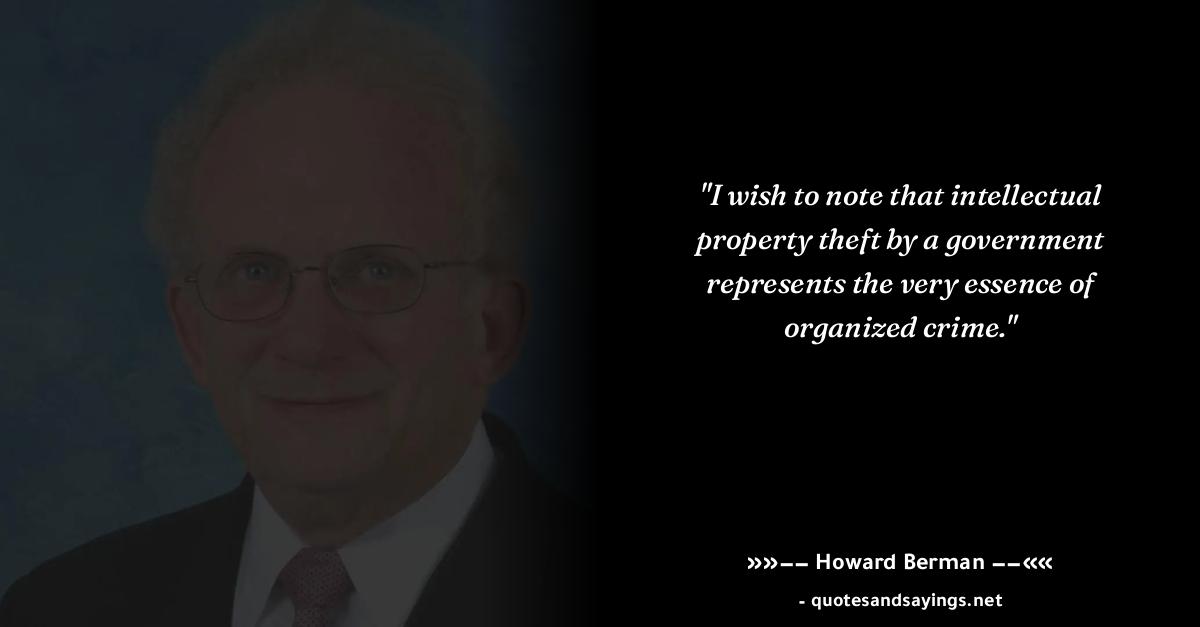 "I wish to note that intellectual
property theft by a government
represents the very essence of
organized crime."
»»–– Howard Berman ––««
- quotesandsayings.net